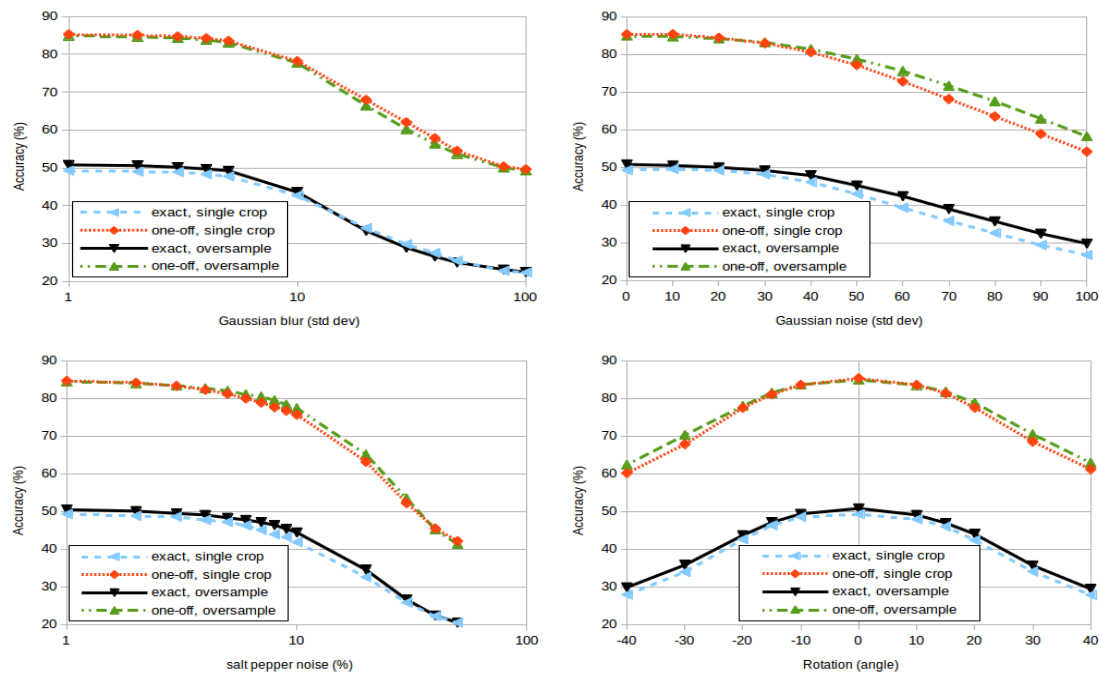 90
80
70
60
50
40
30
20
Accuracy (%)
exact, single crop
one-off, single crop
exact, oversample
one-off, oversample
1 10 100
Gaussian blur (std dev)
90
80
70
60
50
40
30
20
Accuracy (%)
exact, single crop
one-off, single crop
exact, oversample
one-off, oversample
0 10 20 30 40 50 60 70 80 90 100
Gaussian noise (std dev)
90
80
70
60
50
40
30
20
Accuracy (%)
exact, single crop
one-off, single crop
exact, oversample
one-off, oversample
1 10 100
salt pepper noise (%)
90
80
70
60
50
40
30
20
Accuracy (%)
exact, single crop
one-off, single crop
exact, oversample
one-off, oversample
-40 -30 -20 -10 0 10 20 30 40
Rotation (angle)